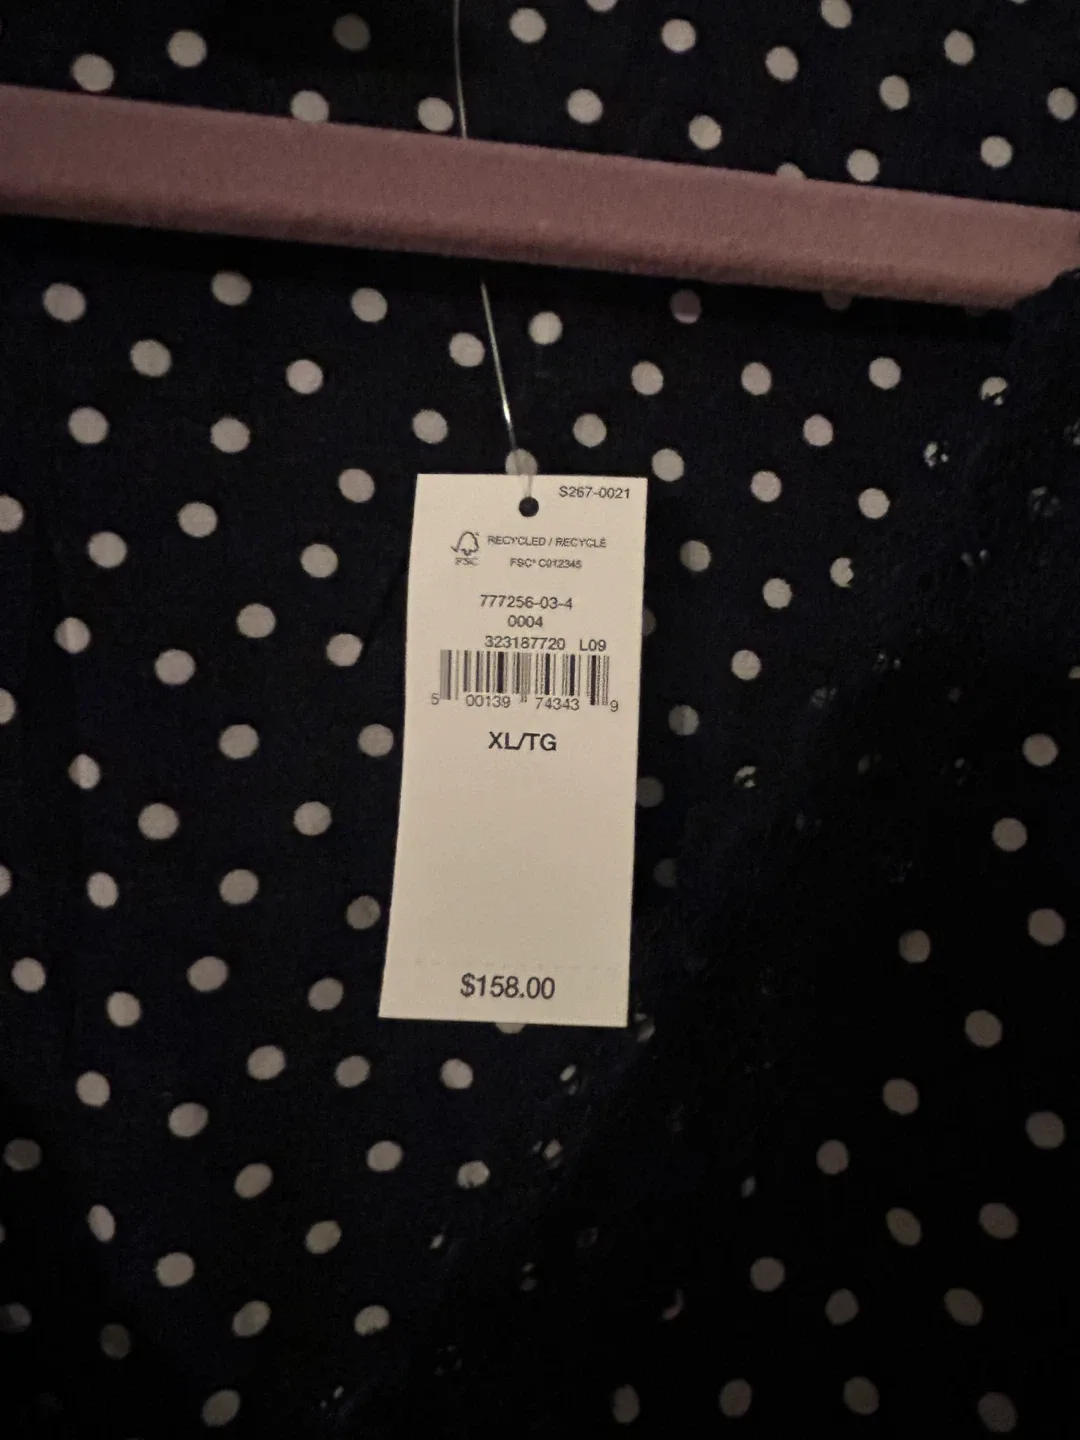 S267-0021
RECYCLED / RECYCLÉ
FSC
FSC® C012345
777256-03-4
0004
323187720 L09
5 00139 74343 9
XL/TG
$158.00